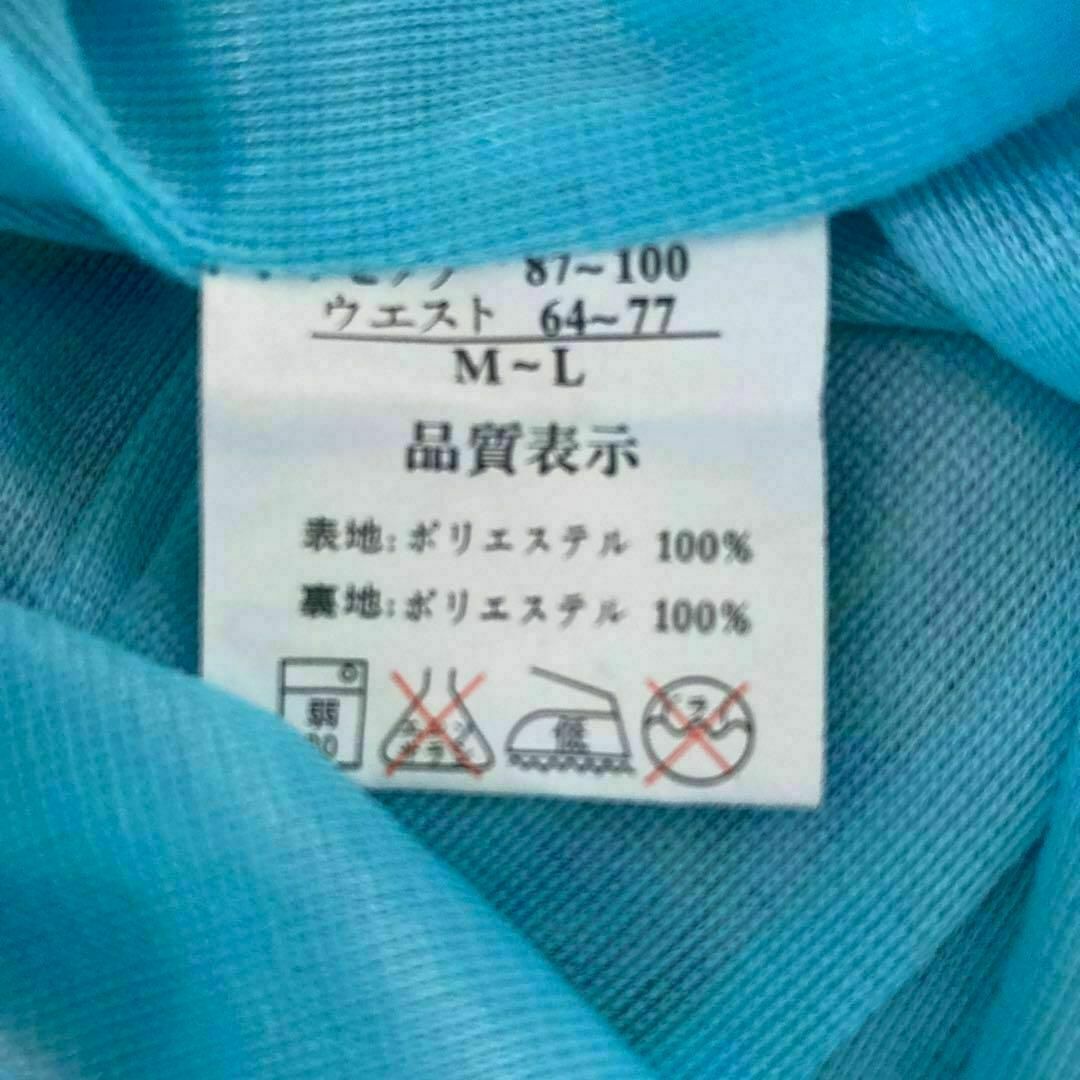 87~100
ウエスト 64~77
M~L
品質表示
表地:ポリエステル 100%
裏地:ポリエステル 100%
弱
低